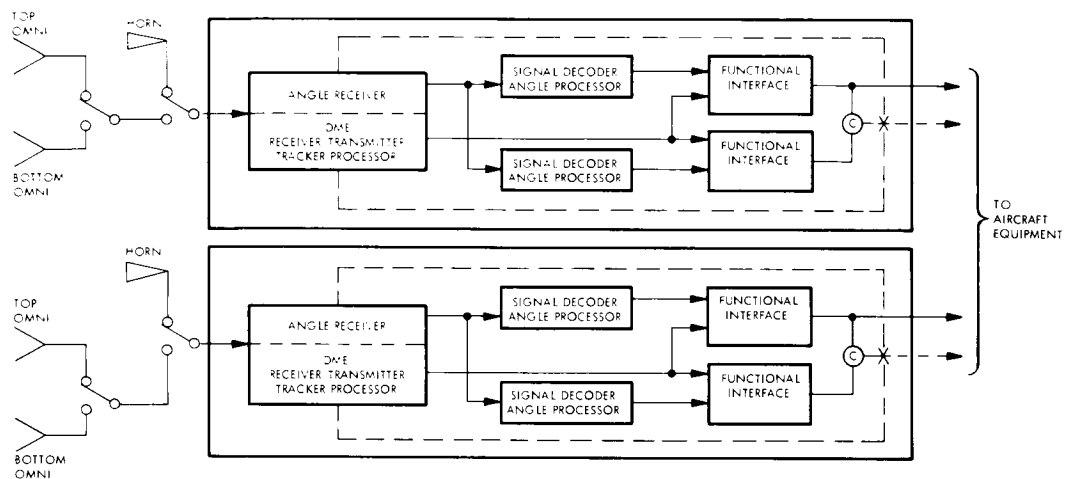 TOP
OMNI
HORN
BOTTOM
OMNI
ANGLE RECEIVER
DME
RECEIVER TRANSMITTER
TRACKER PROCESSOR
SIGNAL DECODER
ANGLE PROCESSOR
FUNCTIONAL
INTERFACE
SIGNAL DECODER
ANGLE PROCESSOR
FUNCTIONAL
INTERFACE
C
X
TO
AIRCRAFT
EQUIPMENT
HORN
TOP
OMNI
BOTTOM
OMNI
ANGLE RECEIVER
DME
RECEIVER TRANSMITTER
TRACKER PROCESSOR
SIGNAL DECODER
ANGLE PROCESSOR
FUNCTIONAL
INTERFACE
SIGNAL DECODER
ANGLE PROCESSOR
FUNCTIONAL
INTERFACE
C
X